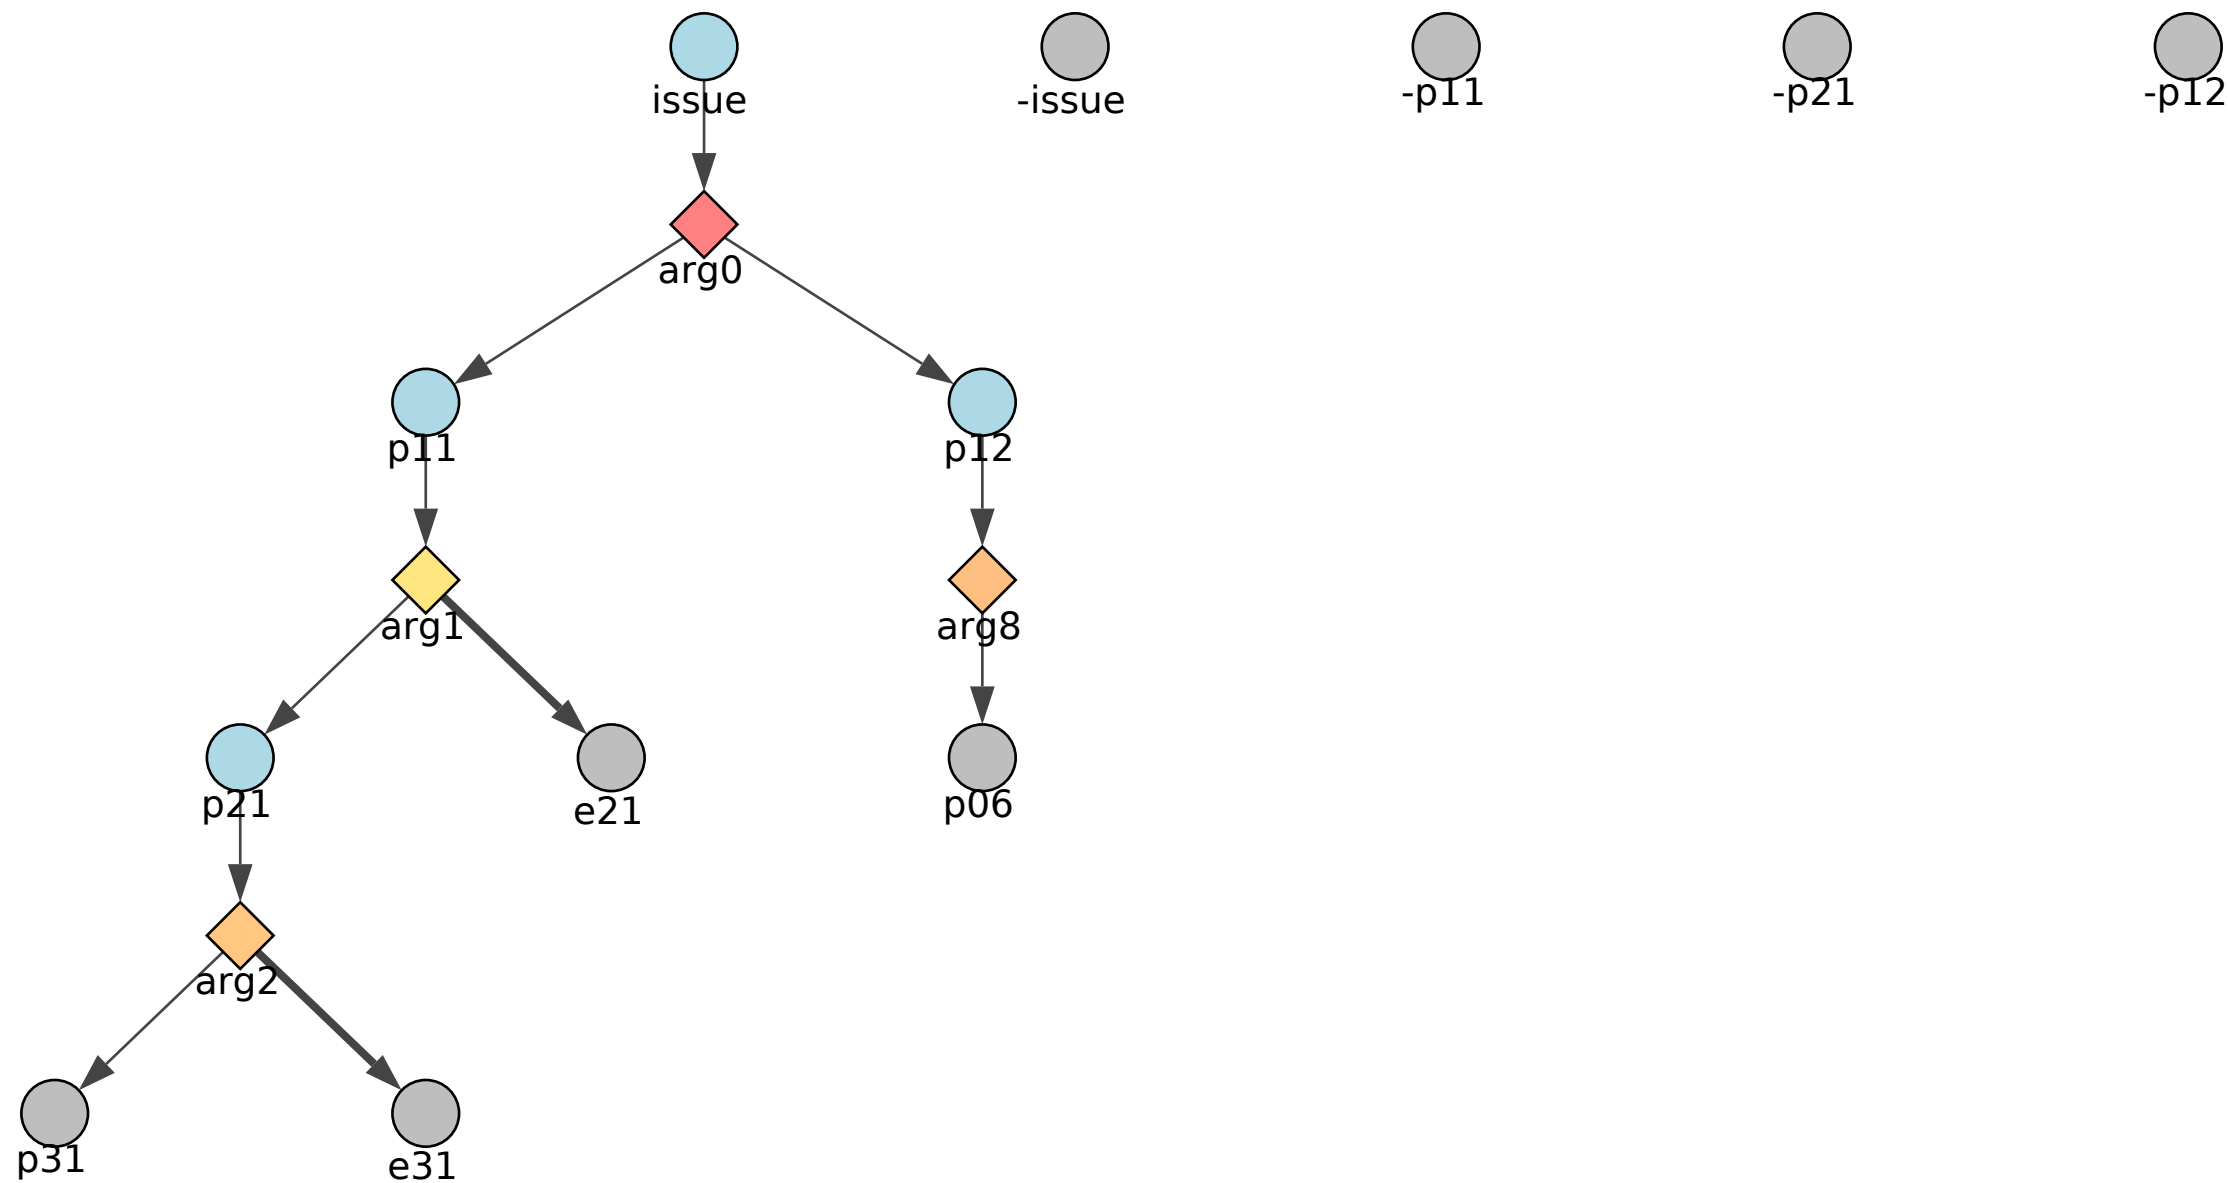 issue
-issue
-p11
-p21
-p12
arg0
p11
p12
arg1
arg8
p21
e21
p06
arg2
p31
e31